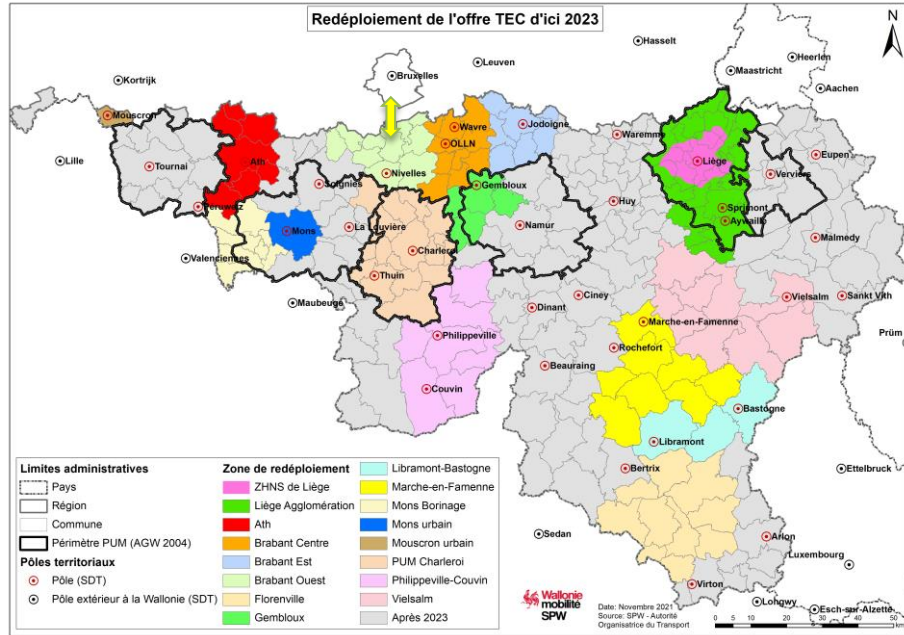 Redéploiement de l'offre TEC d'ici 2023
N
Hasselt
Leuven
Heerlen
Bruxelles
Maastricht
Kortrijk
Aachen
Mouscron
Wavre
Jodoigne
OLLN
Waremme
Lille
Tournai
Ath
Liège
Eupen
Verviers
Soignies
Nivelles
Gembloux
Huy
Sprimont
Péruwelz
Aywaille
Mons
La Louvière
Namur
Malmedy
Charleroi
Valenciennes
Thuin
Maubeuge
Dinant
Ciney
Vielsalm
Sankt Vith
Marche-en-Famenne
Philippeville
Rochefort
Prüm
Beauraing
Couvin
Bastogne
Libramont
Bertrix
Ettelbruck
Sedan
Arlon
Luxembourg
Virton
Longwy
Esch-sur-Alzette
Limites administratives
Pays
Région
Commune
Périmètre PUM (AGW 2004)
Pôles territoriaux
Pôle (SDT)
Pôle extérieur à la Wallonie (SDT)
Zone de redéploiement
ZHNS de Liège
Liège Agglomération
Ath
Brabant Centre
Brabant Est
Brabant Ouest
Florenville
Gembloux
Libramont-Bastogne
Marche-en-Famenne
Mons Borinage
Mons urbain
Mouscron urbain
PUM Charleroi
Philippeville-Couvin
Vielsalm
Après 2023
Wallonie
mobilité
SPW
Date: Novembre 2021
Source: SPW - Autorité
Organisatrice du Transport
0 5 10 20 30 40 50
km